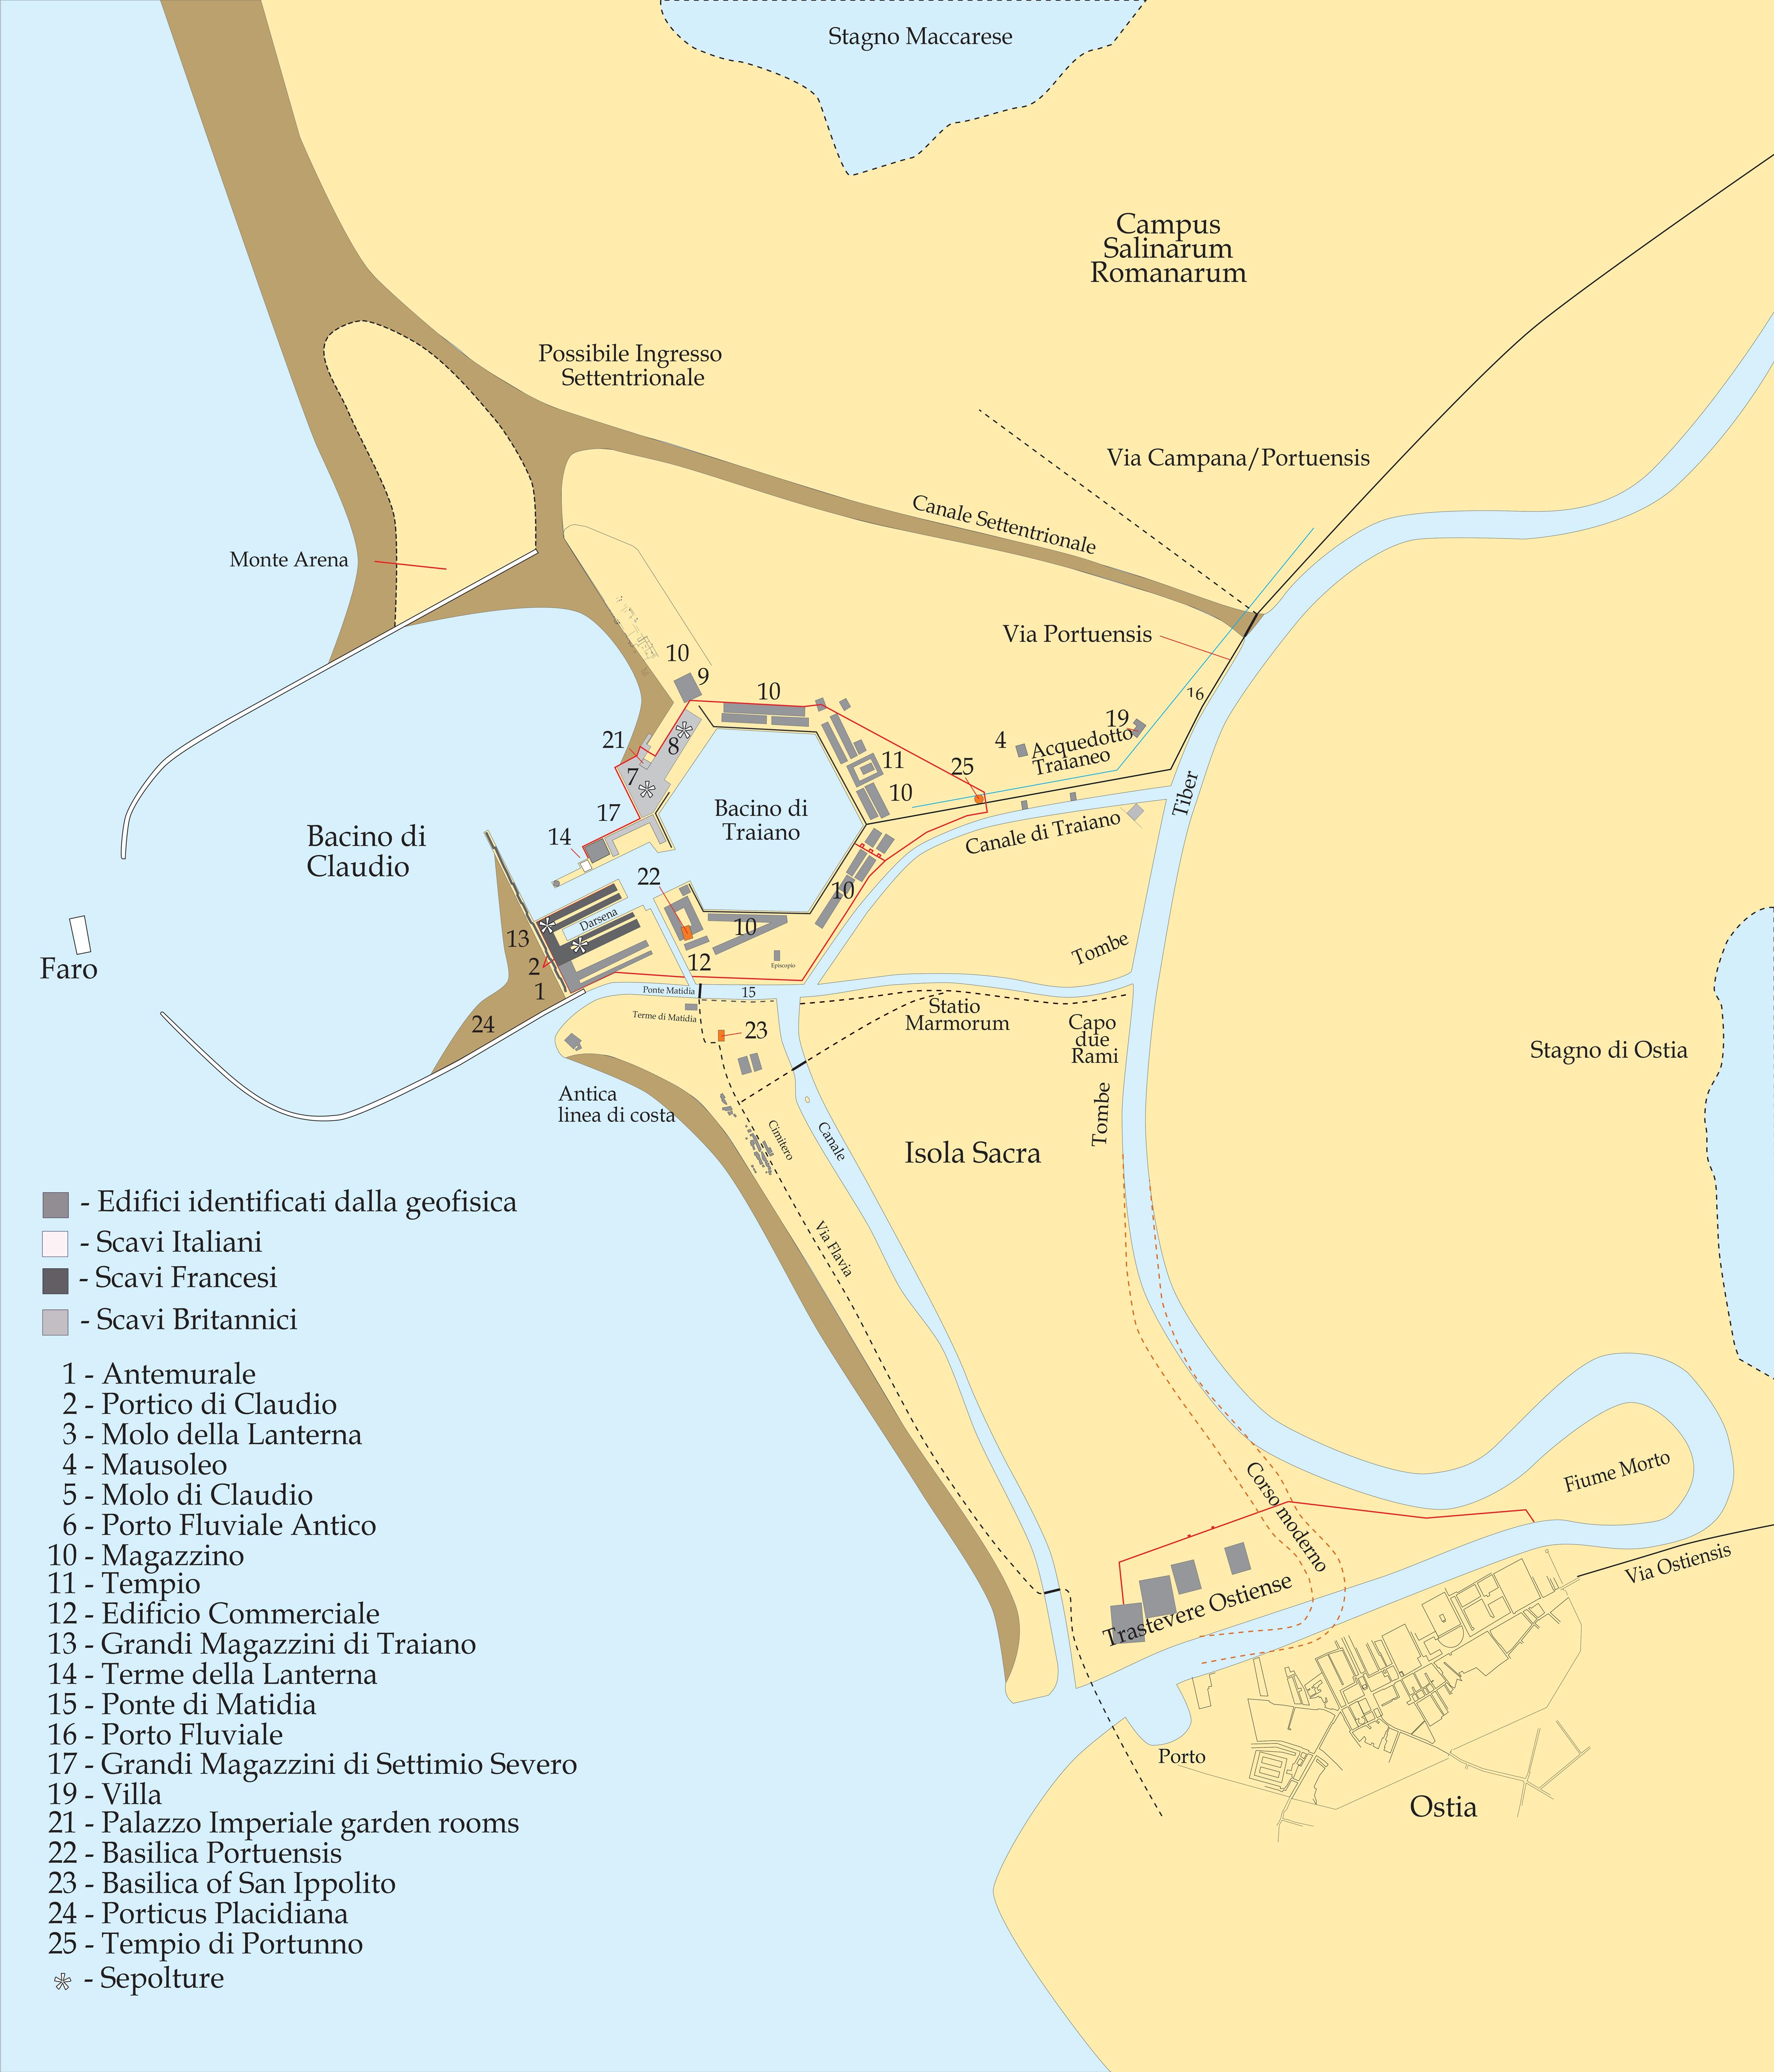 Stagno Maccarese
Campus
Salinarum
Romanarum
Possibile Ingresso
Settentrionale
Via Campana/Portuensis
Canale Settentrionale
Monte Arena
Via Portuensis
16
10
9
10
19
4
Acquedotto
Traianeo
21
8
11
25
7
10
Bacino di
Traiano
17
Tiber
14
Canale di Traiano
Bacino di
Claudio
22
10
Darsena
10
13
Tombe
12
Episcopio
Faro
2
1
Ponte Matidia
15
24
Terme di Matidia
23
Statio
Marmorum
Capo
due
Rami
Stagno di Ostia
Antica
linea di costa
Tombe
Cimitero
Canale
Isola Sacra
Via Flavia
- Edifici identificati dalla geofisica
- Scavi Italiani
- Scavi Francesi
- Scavi Britannici
1 - Antemurale
2 - Portico di Claudio
3 - Molo della Lanterna
4 - Mausoleo
5 - Molo di Claudio
6 - Porto Fluviale Antico
10 - Magazzino
11 - Tempio
12 - Edificio Commerciale
13 - Grandi Magazzini di Traiano
14 - Terme della Lanterna
15 - Ponte di Matidia
16 - Porto Fluviale
17 - Grandi Magazzini di Settimio Severo
19 - Villa
21 - Palazzo Imperiale garden rooms
22 - Basilica Portuensis
23 - Basilica of San Ippolito
24 - Porticus Placidiana
25 - Tempio di Portunno
* - Sepolture
Fiume Morto
Corso moderno
Via Ostiensis
Trastevere Ostiense
Porto
Ostia